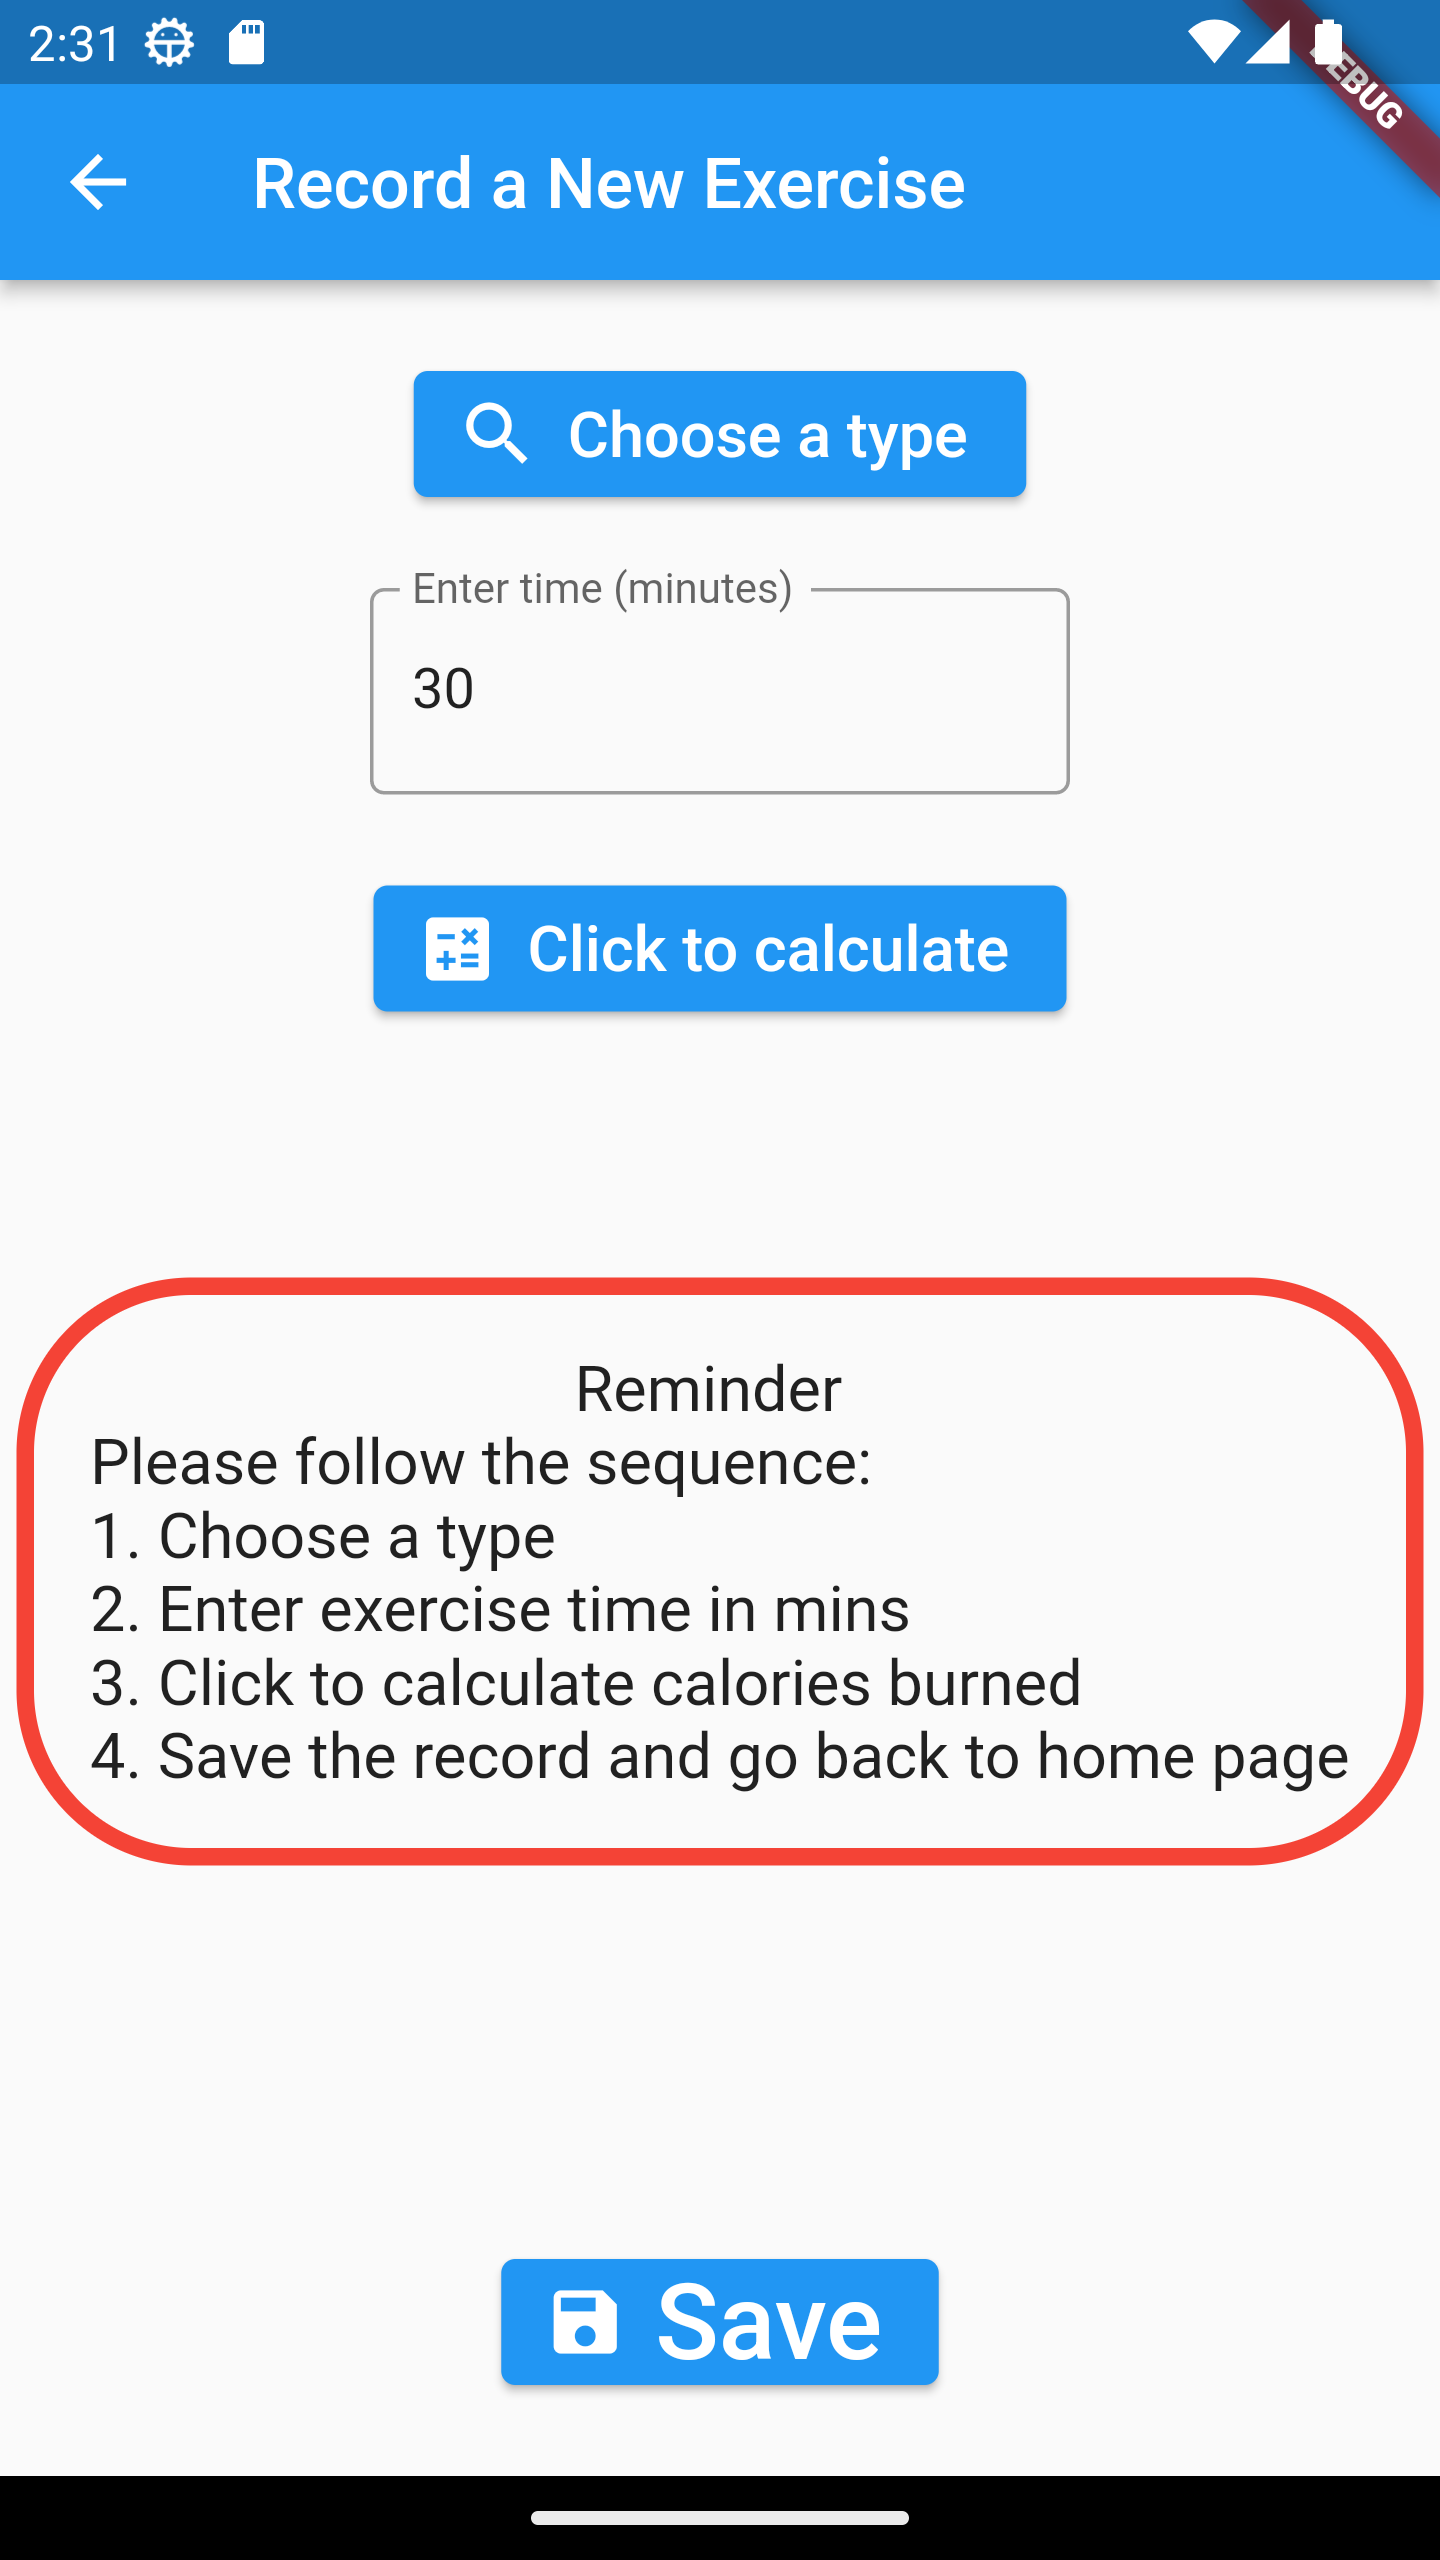 2:31
DEBUG
Record a New Exercise
Choose a type
Enter time (minutes)
30
Click to calculate
Reminder
Please follow the sequence:
1. Choose a type
2. Enter exercise time in mins
3. Click to calculate calories burned
4. Save the record and go back to home page
Save